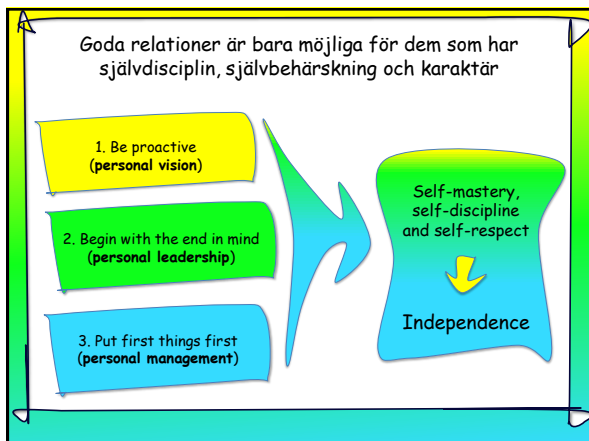 Goda relationer är bara möjliga för dem som har
självdisciplin, självbehärskning och karaktär
1. Be proactive
(personal vision)
2. Begin with the end in mind
(personal leadership)
3. Put first things first
(personal management)
Self-mastery,
self-discipline
and self-respect
Independence